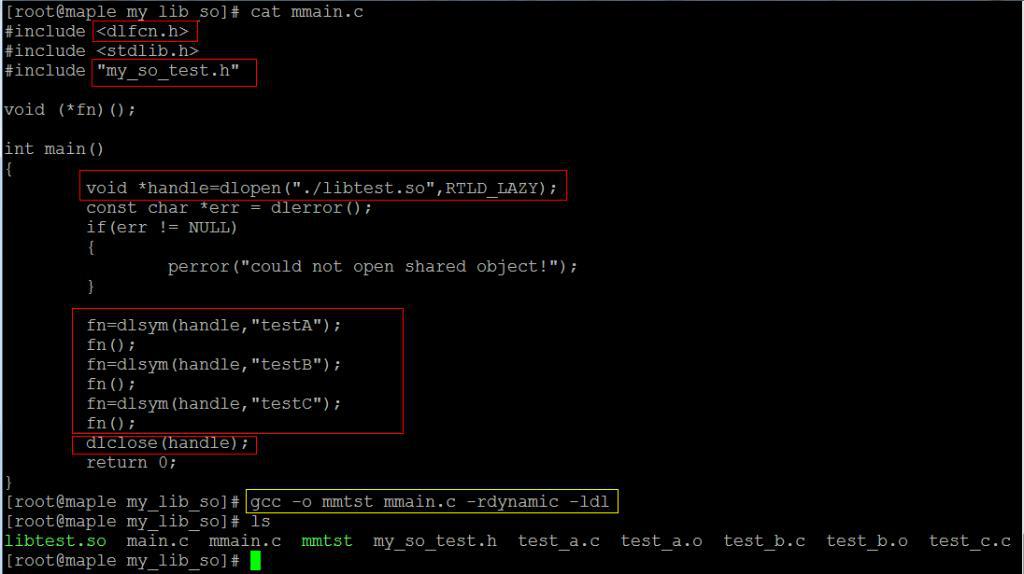 [root@maple my_lib_so]# cat mmain.c
#include <dlfcn.h>
#include <stdlib.h>
#include "my_so_test.h"
void (*fn)();
int main()
{
void *handle=dlopen("./libtest.so",RTLD_LAZY);
const char *err = dlerror();
if(err != NULL)
{
perror("could not open shared object!");
}
fn=dlsym(handle,"testA");
fn();
fn=dlsym(handle,"testB");
fn();
fn=dlsym(handle,"testC");
fn();
dlclose(handle);
return 0;
}
[root@maple my_lib_so]# gcc -o mmtst mmain.c -rdynamic -ldl
[root@maple my_lib_so]# ls
libtest.so main.c mmain.c mmtst my_so_test.h test_a.c test_a.o test_b.c test_b.o test_c.c
[root@maple my_lib_so]#